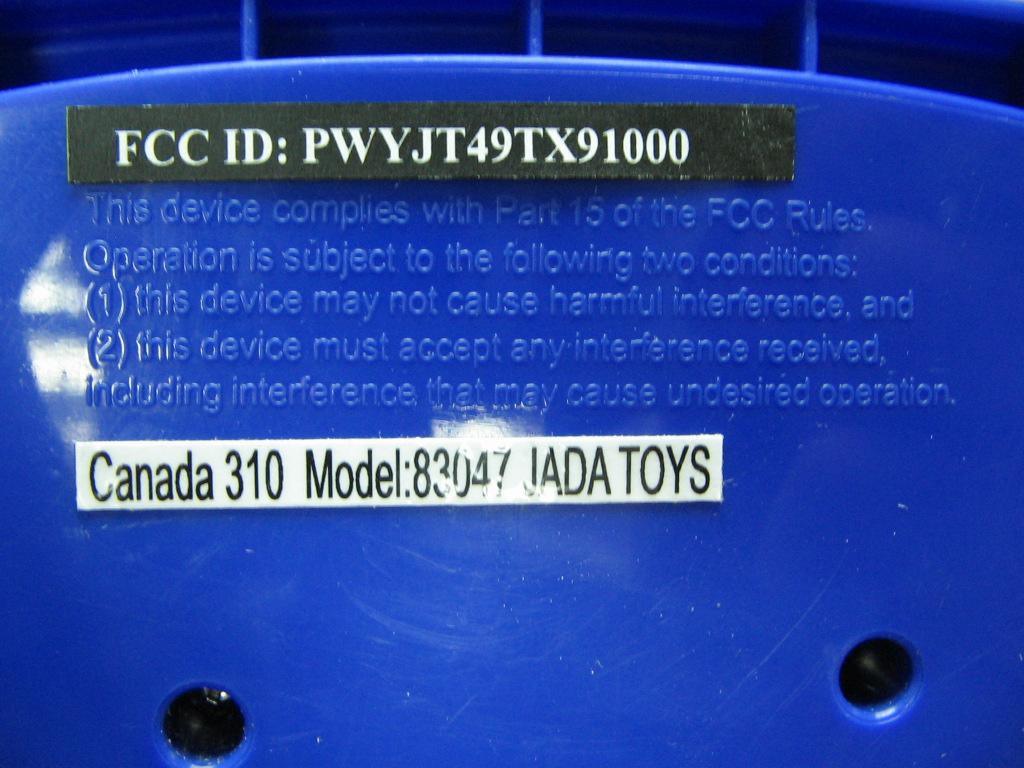 FCC ID: PWYJT49TX91000
This device complies with Part 15 of the FCC Rules.
Operation is subject to the following two conditions:
(1) this device may not cause harmful interference, and
(2) this device must accept any interference received,
including interference that may cause undesired operation.
Canada 310 Model:83047 JADA TOYS